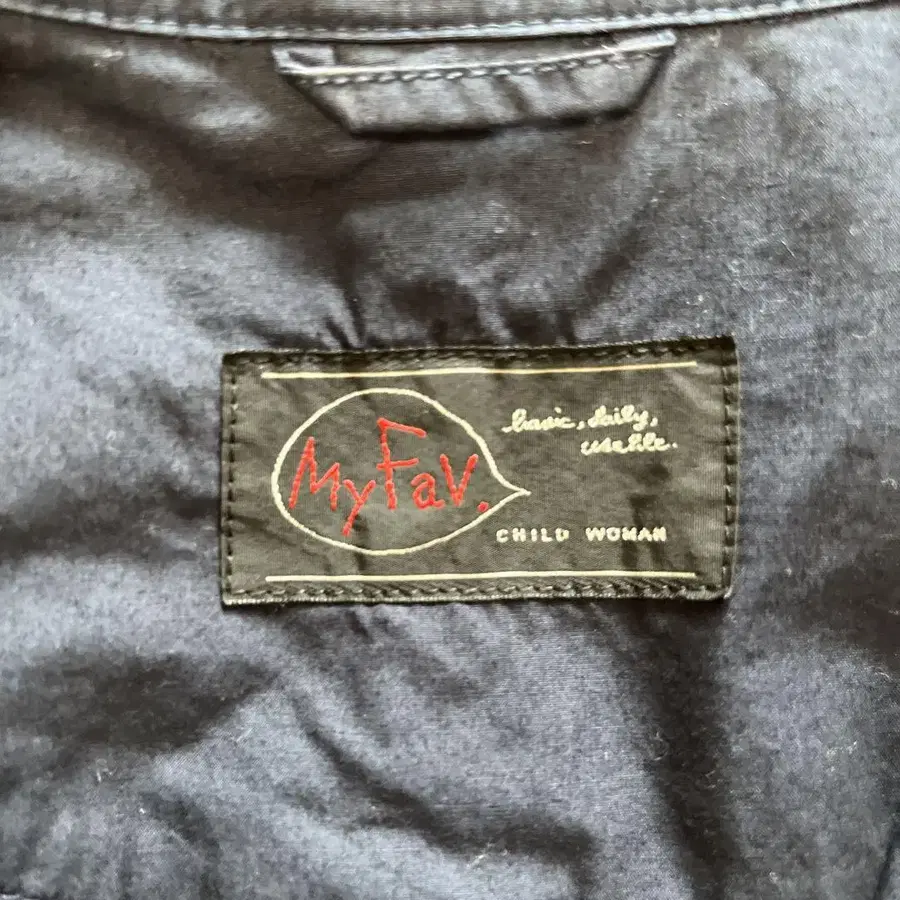 MyFav.
basic, daily,
usable.
CHILD WOMAN